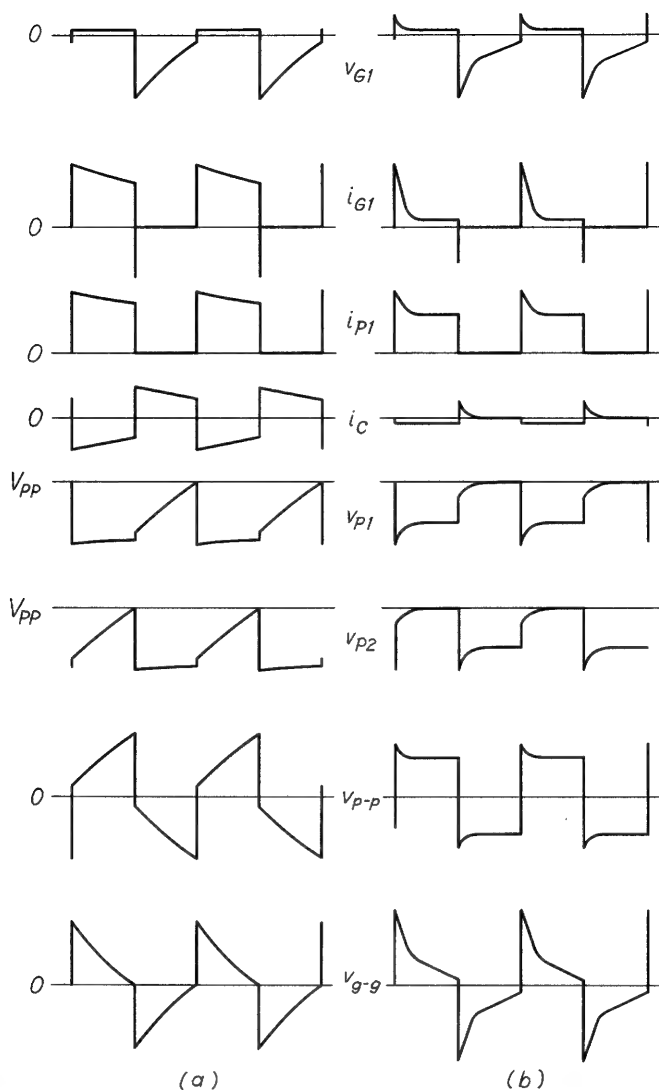 0
v_{G1}
0
i_{G1}
0
i_{P1}
0
i_C
V_{PP}
v_{P1}
V_{PP}
v_{P2}
0
v_{p-p}
0
v_{g-g}
(a) (b)